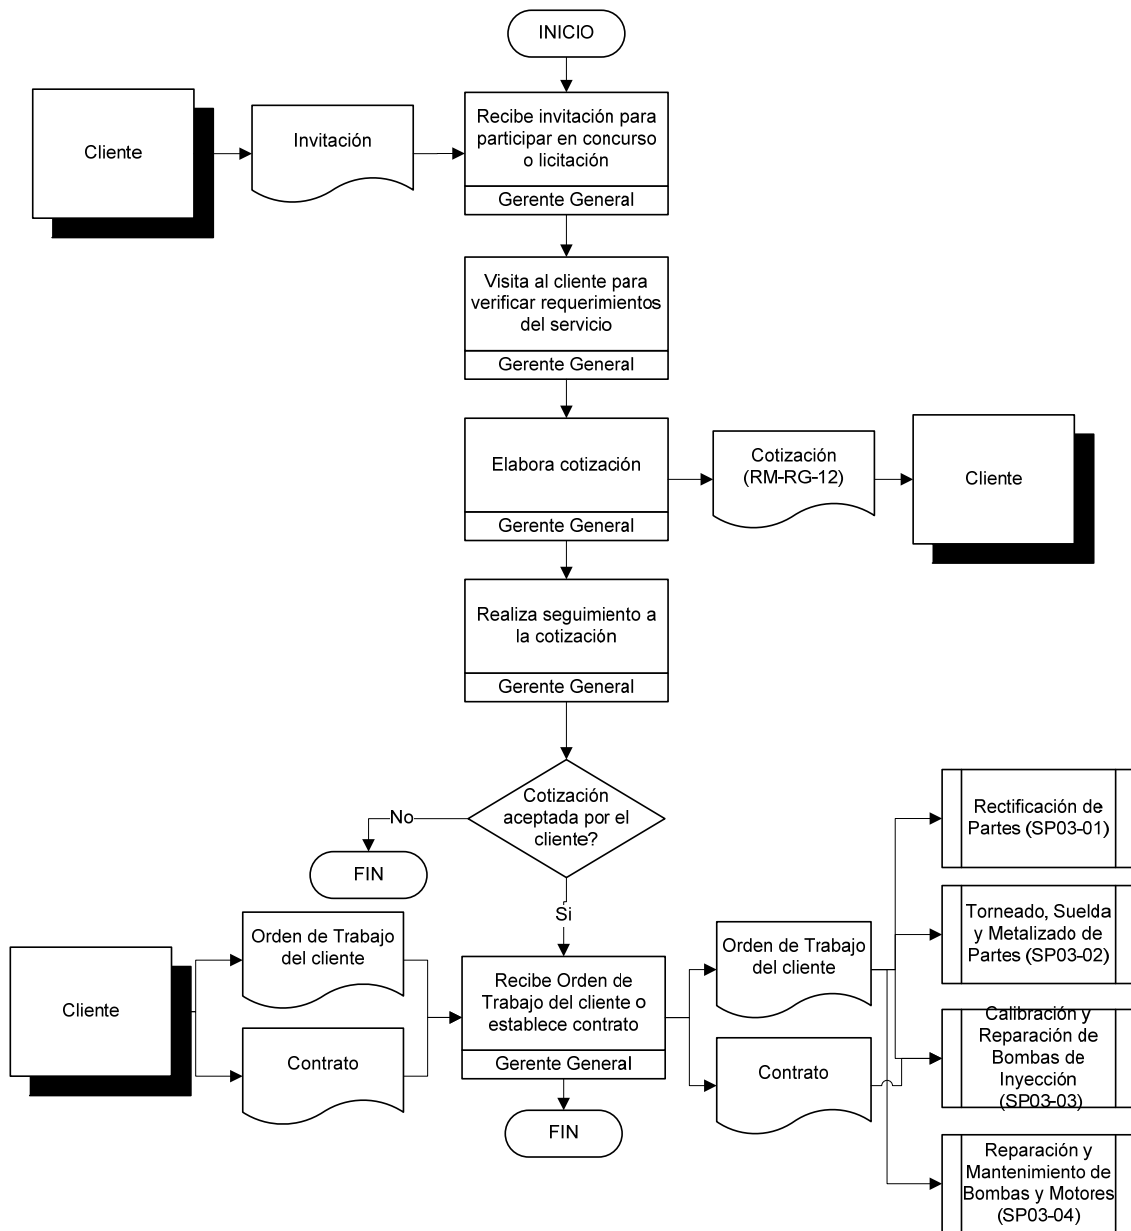 INICIO
Cliente
Invitación
Recibe invitación para
participar en concurso
o licitación
Gerente General
Visita al cliente para
verificar requerimientos
del servicio
Gerente General
Elabora cotización
Gerente General
Cotización
(RM-RG-12)
Cliente
Realiza seguimiento a
la cotización
Gerente General
Cotización
aceptada por el
cliente?
No
FIN
Si
Cliente
Orden de Trabajo
del cliente
Contrato
Recibe Orden de
Trabajo del cliente o
establece contrato
Gerente General
FIN
Orden de Trabajo
del cliente
Contrato
Rectificación de
Partes (SP03-01)
Torneado, Suelda
y Metalizado de
Partes (SP03-02)
Calibración y
Reparación de
Bombas de
Inyección
(SP03-03)
Reparación y
Mantenimiento de
Bombas y Motores
(SP03-04)